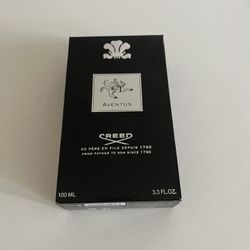 AVENTUS
CREED
DE PÈRE EN FILS DEPUIS 1760
FROM FATHER TO SON SINCE 1760
100 ML
3.3 FL.OZ.